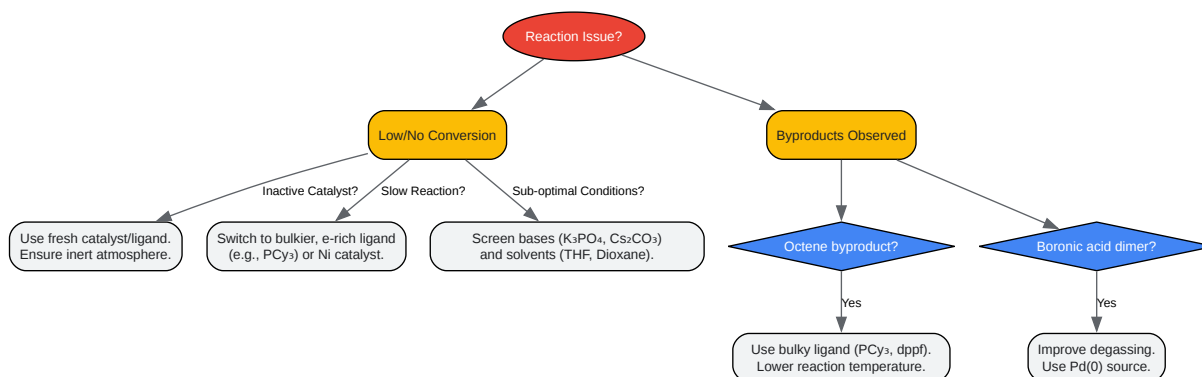 Reaction Issue?
Low/No Conversion
Byproducts Observed
Inactive Catalyst?
Slow Reaction?
Sub-optimal Conditions?
Use fresh catalyst/ligand.
Ensure inert atmosphere.
Switch to bulkier, e-rich ligand
(e.g., PCy₃) or Ni catalyst.
Screen bases (K₃PO₄, Cs₂CO₃)
and solvents (THF, Dioxane).
Octene byproduct?
Boronic acid dimer?
Yes
Yes
Use bulky ligand (PCy₃, dppf).
Lower reaction temperature.
Improve degassing.
Use Pd(0) source.